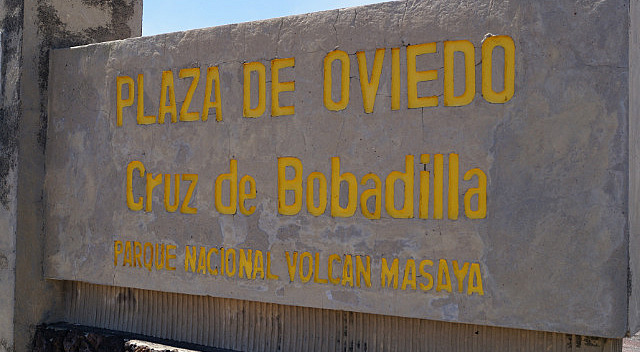 PLAZA DE OVIEDO
Cruz de Bobadilla
PARQUE NACIONAL VOLCAN MASAYA